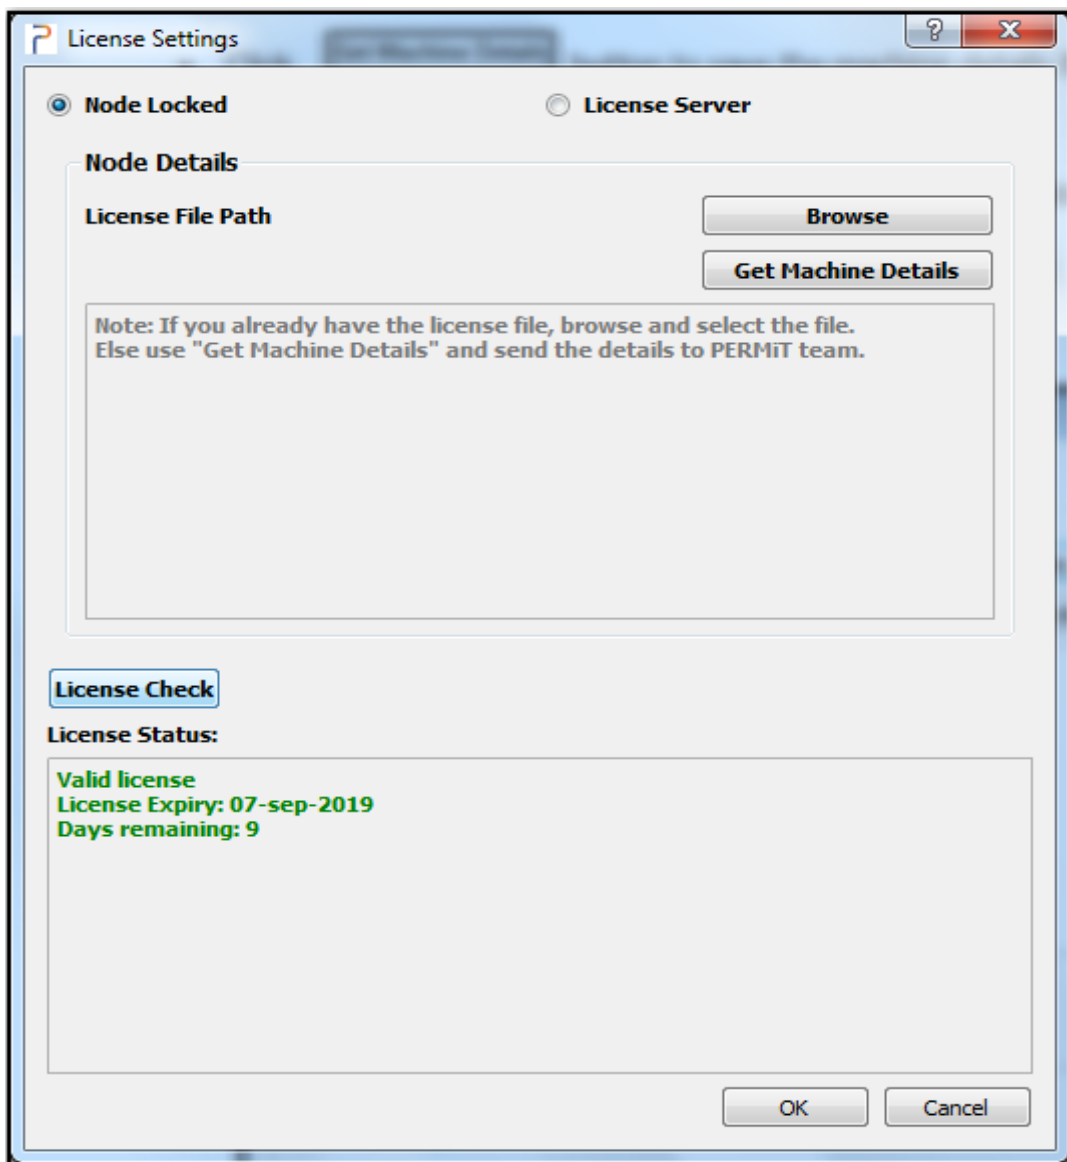 License Settings
Node Locked
License Server
Node Details
License File Path
Browse
Get Machine Details
Note: If you already have the license file, browse and select the file.
Else use "Get Machine Details" and send the details to PERMiT team.
License Check
License Status:
Valid license
License Expiry: 07-sep-2019
Days remaining: 9
OK
Cancel